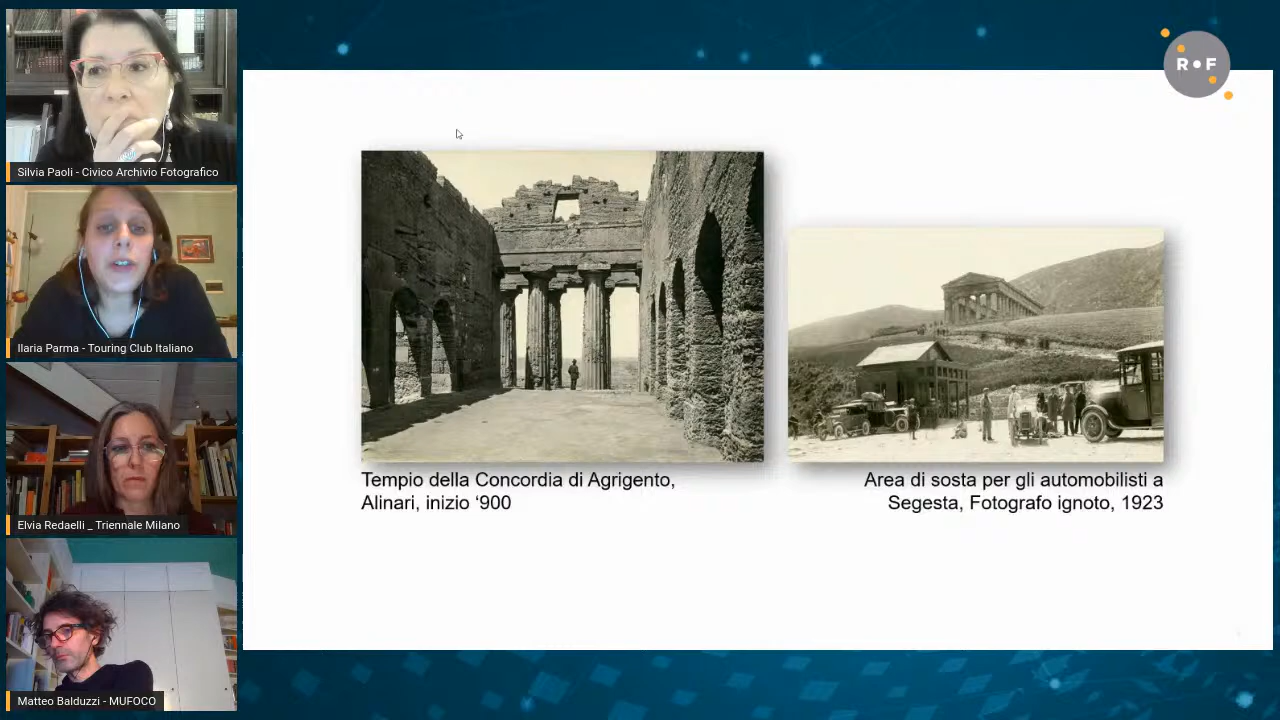 Silvia Paoli - Civico Archivio Fotografico
Ilaria Parma - Touring Club Italiano
Elvia Redaelli _ Triennale Milano
Matteo Balduzzi - MUFOCO
R•F
Tempio della Concordia di Agrigento,
Alinari, inizio ‘900
Area di sosta per gli automobilisti a
Segesta, Fotografo ignoto, 1923